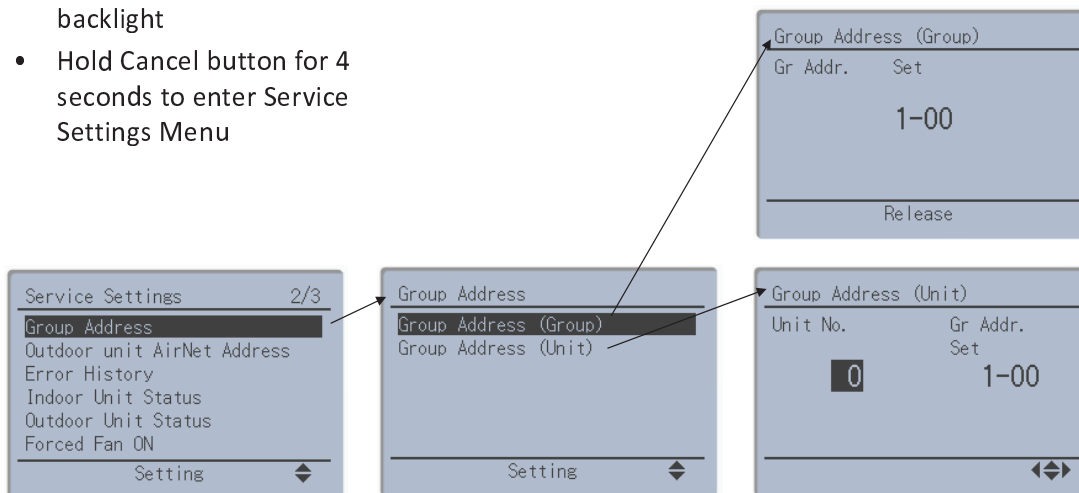 backlight
• Hold Cancel button for 4
seconds to enter Service
Settings Menu
Group Address (Group)
Gr Addr. Set
1-00
Release
Service Settings 2/3
Group Address
Outdoor unit AirNet Address
Error History
Indoor Unit Status
Outdoor Unit Status
Forced Fan ON
Setting
Group Address
Group Address (Group)
Group Address (Unit)
Setting
Group Address (Unit)
Unit No. Gr Addr.
Set
0 1-00